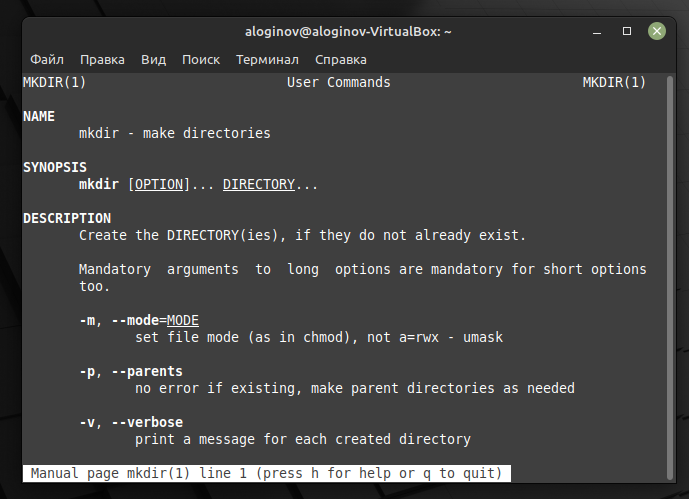 aloginov@aloginov-VirtualBox: ~
Файл Правка Вид Поиск Терминал Справка
MKDIR(1) User Commands MKDIR(1)
NAME
mkdir - make directories
SYNOPSIS
mkdir [OPTION]... DIRECTORY...
DESCRIPTION
Create the DIRECTORY(ies), if they do not already exist.
Mandatory arguments to long options are mandatory for short options
too.
-m, --mode=MODE
set file mode (as in chmod), not a=rwx - umask
-p, --parents
no error if existing, make parent directories as needed
-v, --verbose
print a message for each created directory
Manual page mkdir(1) line 1 (press h for help or q to quit)